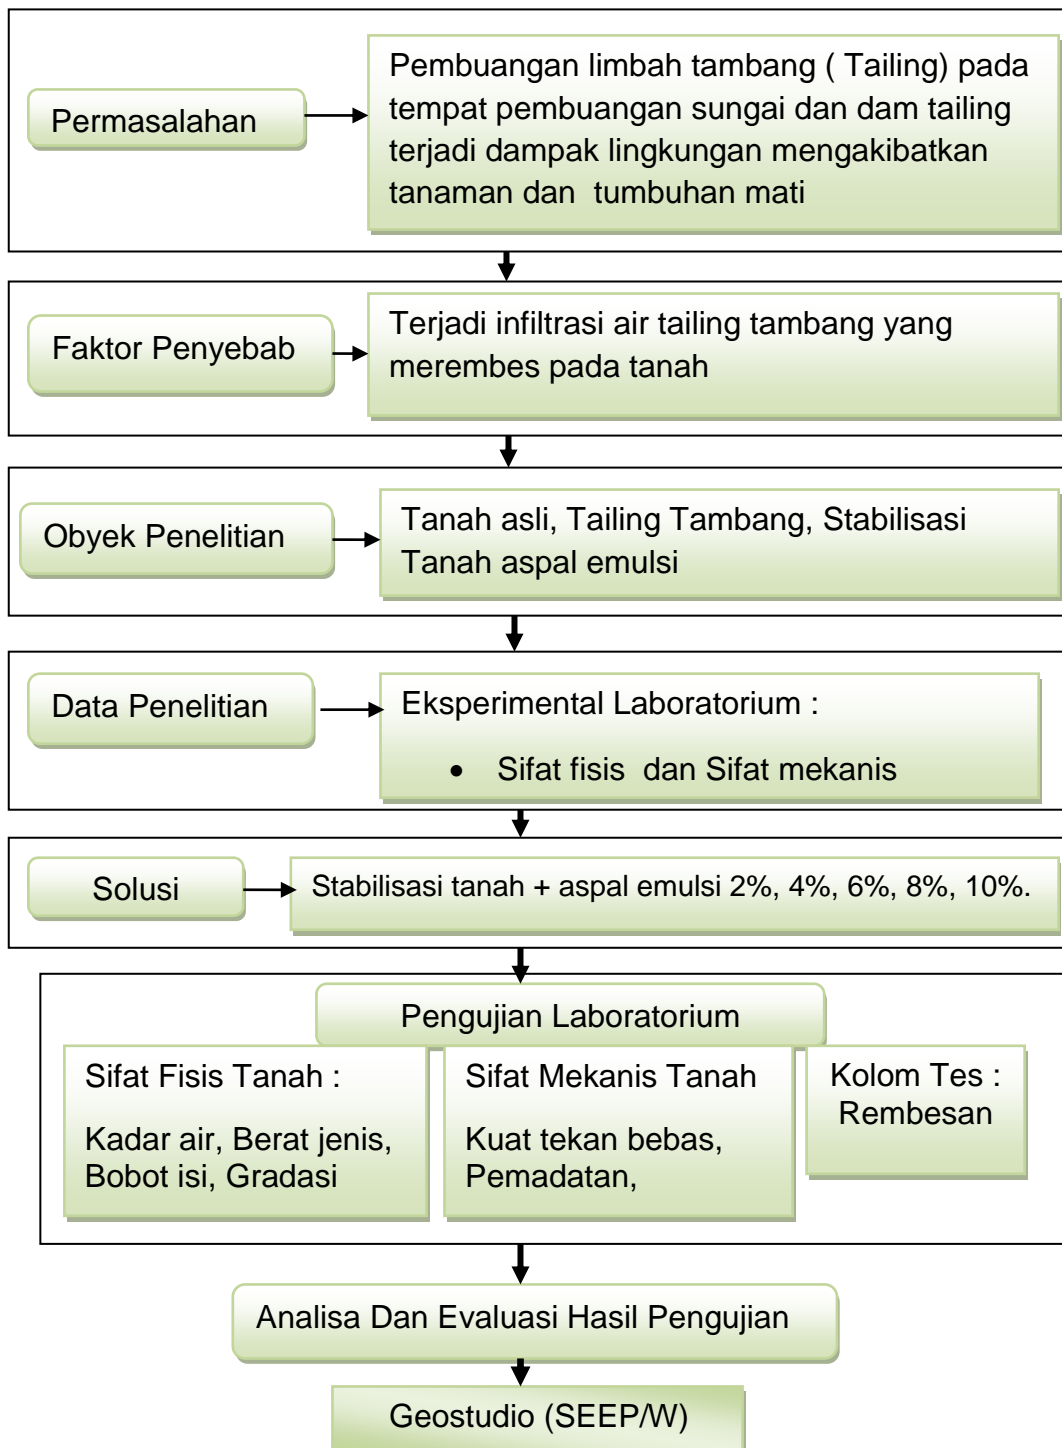 Permasalahan
Pembuangan limbah tambang ( Tailing) pada
tempat pembuangan sungai dan dam tailing
terjadi dampak lingkungan mengakibatkan
tanaman dan tumbuhan mati
Faktor Penyebab
Terjadi infiltrasi air tailing tambang yang
merembes pada tanah
Obyek Penelitian
Tanah asli, Tailing Tambang, Stabilisasi
Tanah aspal emulsi
Data Penelitian
Eksperimental Laboratorium :
• Sifat fisis dan Sifat mekanis
Solusi
Stabilisasi tanah + aspal emulsi 2%, 4%, 6%, 8%, 10%.
Pengujian Laboratorium
Sifat Fisis Tanah :
Kadar air, Berat jenis,
Bobot isi, Gradasi
Sifat Mekanis Tanah
Kuat tekan bebas,
Pemadatan,
Kolom Tes :
Rembesan
Analisa Dan Evaluasi Hasil Pengujian
Geostudio (SEEP/W)